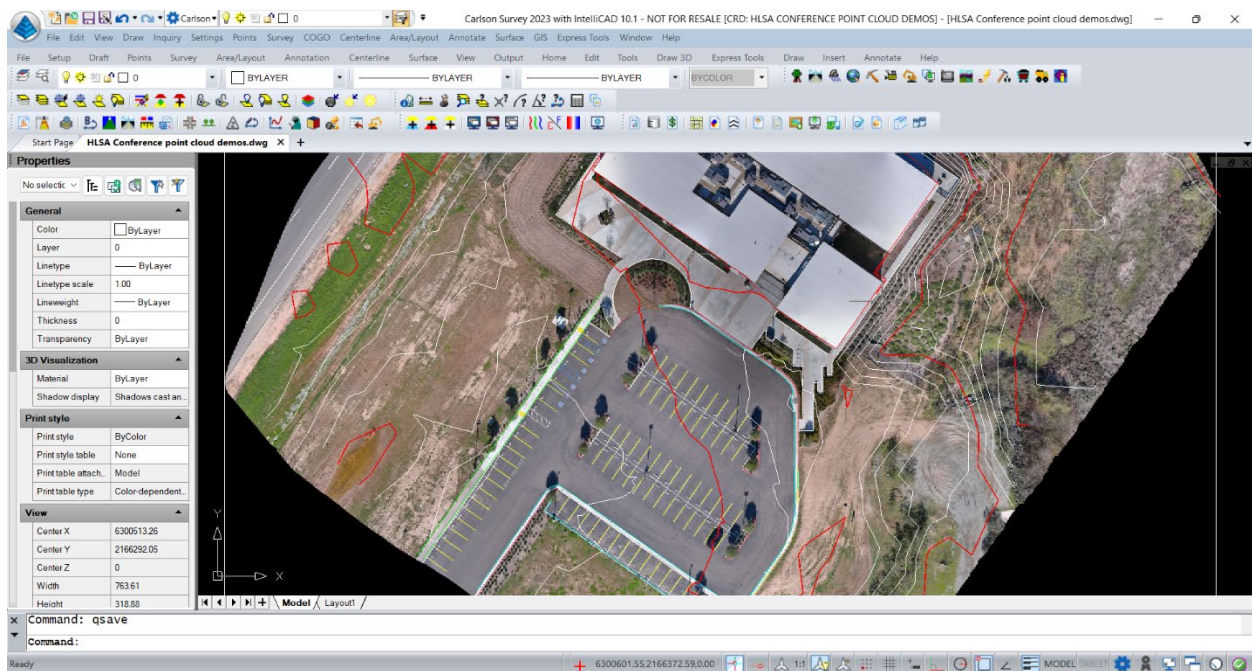 Carlson
0
Carlson Survey 2023 with IntelliCAD 10.1 - NOT FOR RESALE [CRD: HLSA CONFERENCE POINT CLOUD DEMOS] - [HLSA Conference point cloud demos.dwg]
File Edit View Draw Inquiry Settings Points Survey COGO Centerline Area/Layout Annotate Surface GIS Express Tools Window Help
File Setup Draft Points Survey Area/Layout Annotation Centerline Surface View Output Home Edit Tools Draw 3D Express Tools Draw Insert Annotate Help
0 BYLAYER BYLAYER BYLAYER BYCOLOR
Start Page HLSA Conference point cloud demos.dwg X +
Properties
No selectic
General
Color ByLayer
Layer 0
Linetype ByLayer
Linetype scale 1.00
Lineweight ByLayer
Thickness 0
Transparency ByLayer
3D Visualization
Material ByLayer
Shadow display Shadows cast an...
Print style
Print style ByColor
Print style table None
Print table attach... Model
Print table type Color-dependent...
View
Center X 6300513.26
Center Y 2166292.05
Center Z 0
Width 763.61
Height 318.88
Y
X
Model Layout1
Command: qsave
Command:
Ready 6300601.55,2166372.59,0.00 1:1 MODEL TABLET